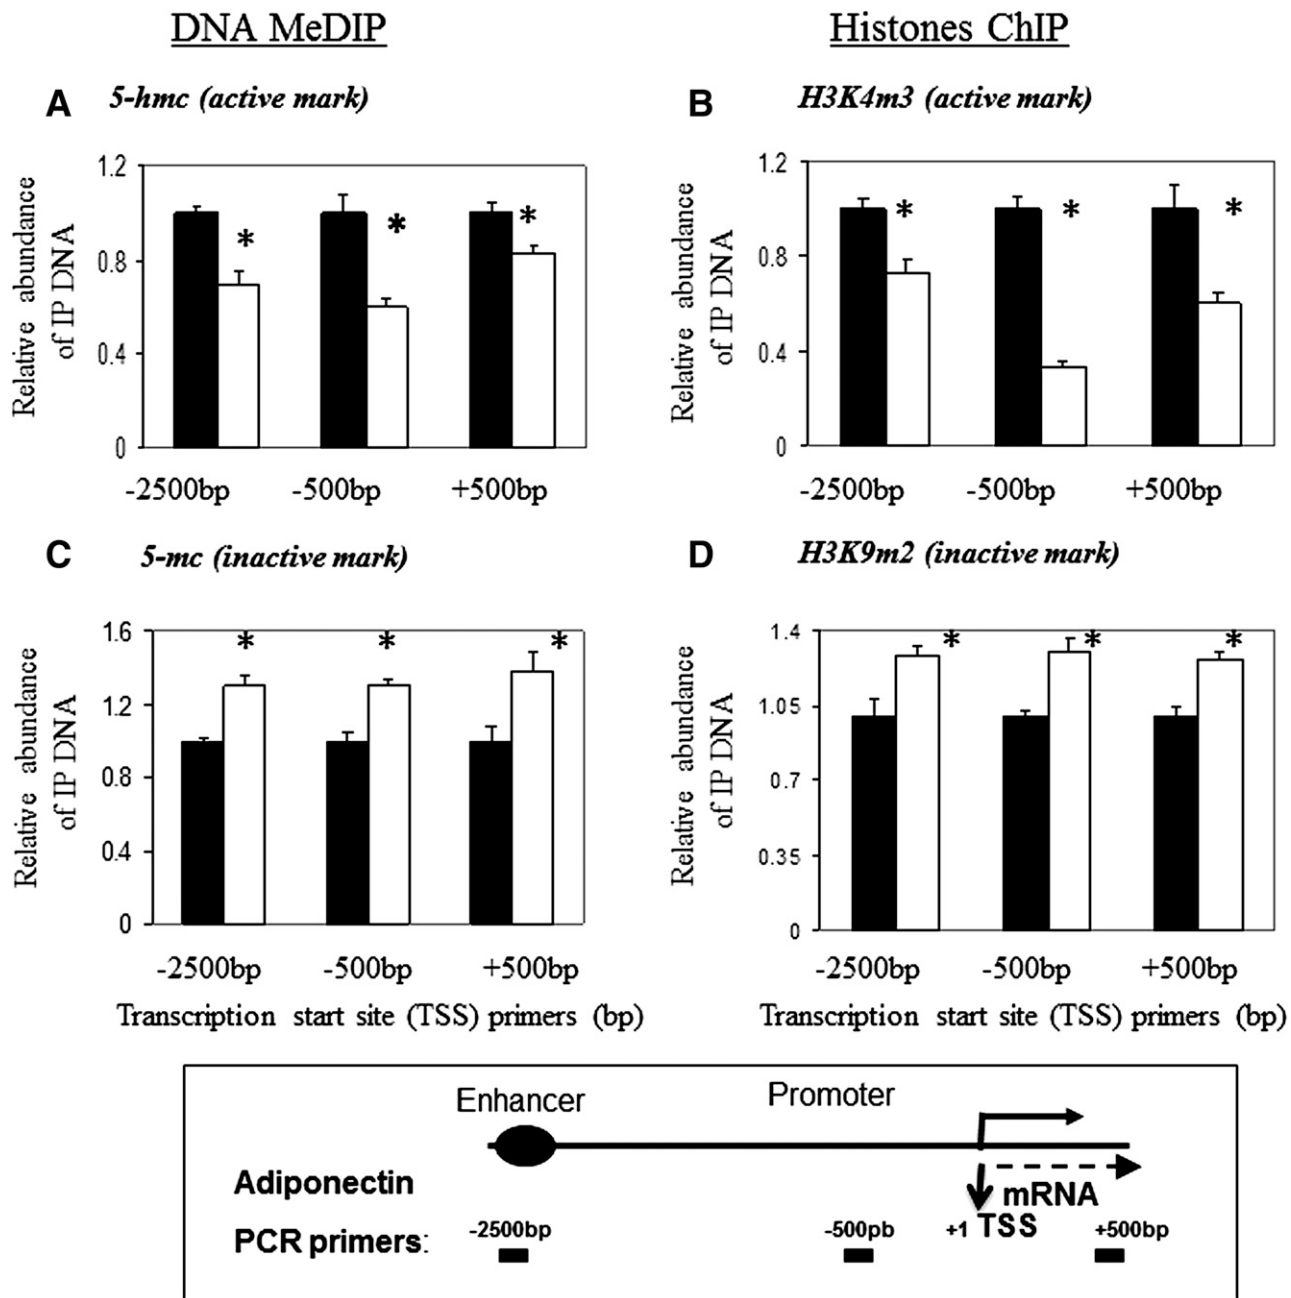 DNA MeDIP
Histones ChIP
A
5-hmc (active mark)
Relative abundance
of IP DNA
1.2
0.8
0.4
0
*
*
*
-2500bp
-500bp
+500bp
B
H3K4m3 (active mark)
Relative abundance
of IP DNA
1.2
0.8
0.4
0
*
*
*
-2500bp
-500bp
+500bp
C
5-mc (inactive mark)
Relative abundance
of IP DNA
1.6
1.2
0.8
0.4
0
*
*
*
-2500bp
-500bp
+500bp
Transcription start site (TSS) primers (bp)
D
H3K9m2 (inactive mark)
Relative abundance
of IP DNA
1.4
1.05
0.7
0.35
0
*
*
*
-2500bp
-500bp
+500bp
Transcription start site (TSS) primers (bp)
Enhancer
Promoter
Adiponectin
mRNA
PCR primers:
-2500bp
-500pb
+1 TSS
+500bp